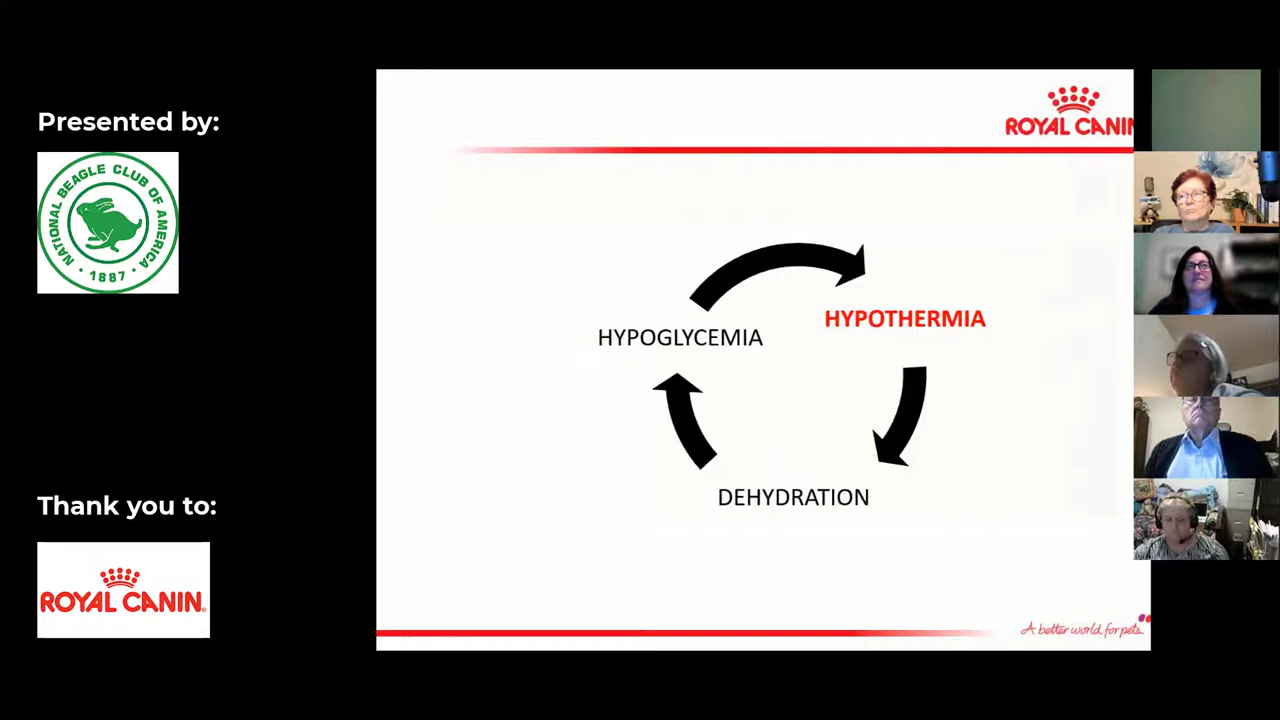 Presented by:
NATIONAL BEAGLE CLUB OF AMERICA
· 1887 ·
Thank you to:
ROYAL CANIN
ROYAL CANIN
HYPOTHERMIA
HYPOGLYCEMIA
DEHYDRATION
A better world for pets